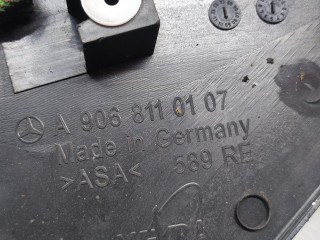 A 906 811 01 07
Made in Germany
>ASA< 589 RE